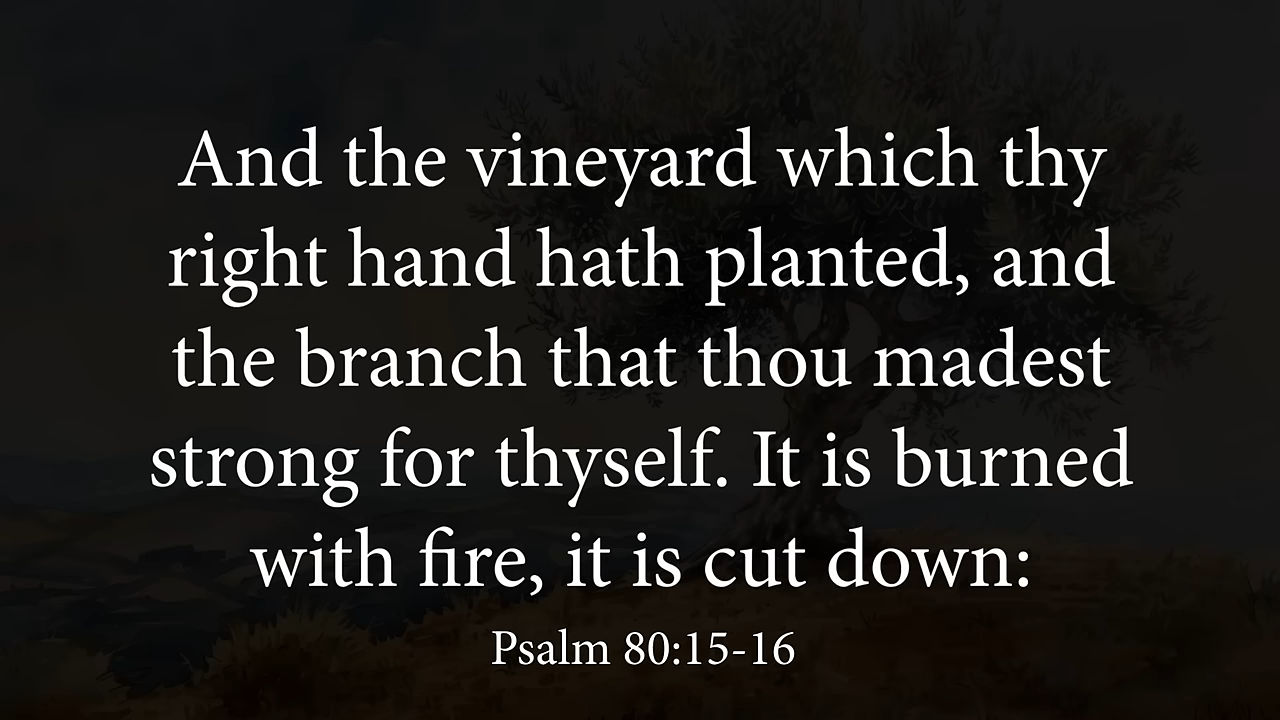 And the vineyard which thy
right hand hath planted, and
the branch that thou madest
strong for thyself. It is burned
with fire, it is cut down:
Psalm 80:15-16